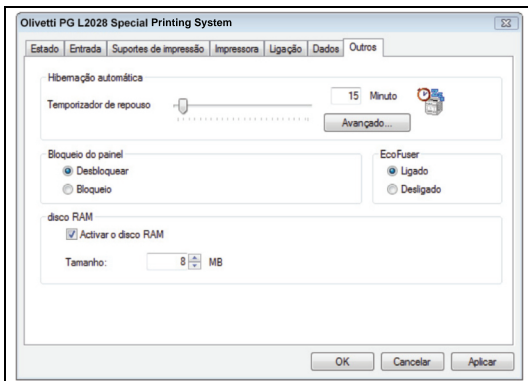 Olivetti PG L2028 Special Printing System
Estado Entrada Suportes de impressão Impressora Ligação Dados Outros
Hibernação automática
Temporizador de repouso 15 Minuto
Avançado...
Bloqueio do painel EcoFuser
Desbloquear Ligado
Bloqueio Desligado
disco RAM
Activar o disco RAM
Tamanho: 8 MB
OK Cancelar Aplicar